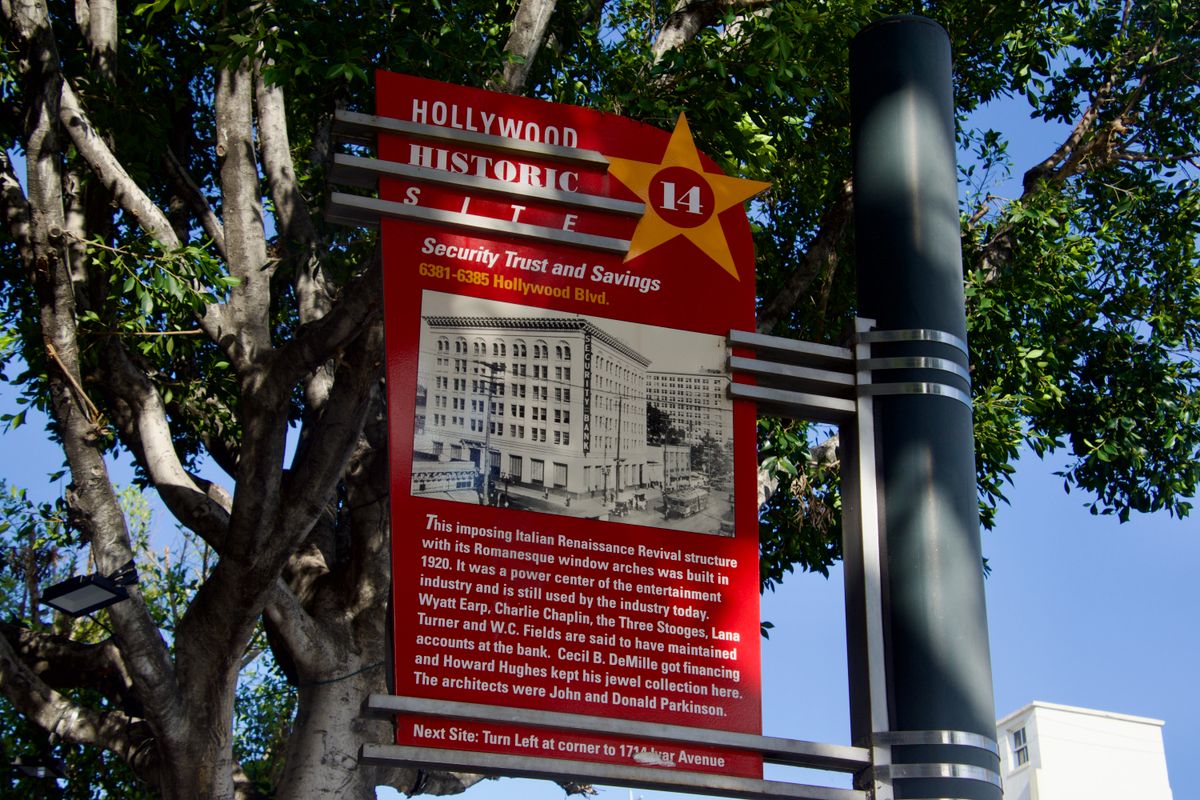 HOLLYWOOD
HISTORIC
SITE
14
Security Trust and Savings
6381-6385 Hollywood Blvd.
SECURITY BANK
This imposing Italian Renaissance Revival structure
with its Romanesque window arches was built in
1920. It was a power center of the entertainment
industry and is still used by the industry today.
Wyatt Earp, Charlie Chaplin, the Three Stooges, Lana
Turner and W.C. Fields are said to have maintained
accounts at the bank. Cecil B. DeMille got financing
and Howard Hughes kept his jewel collection here.
The architects were John and Donald Parkinson.
Next Site: Turn Left at corner to 1714 Ivar Avenue